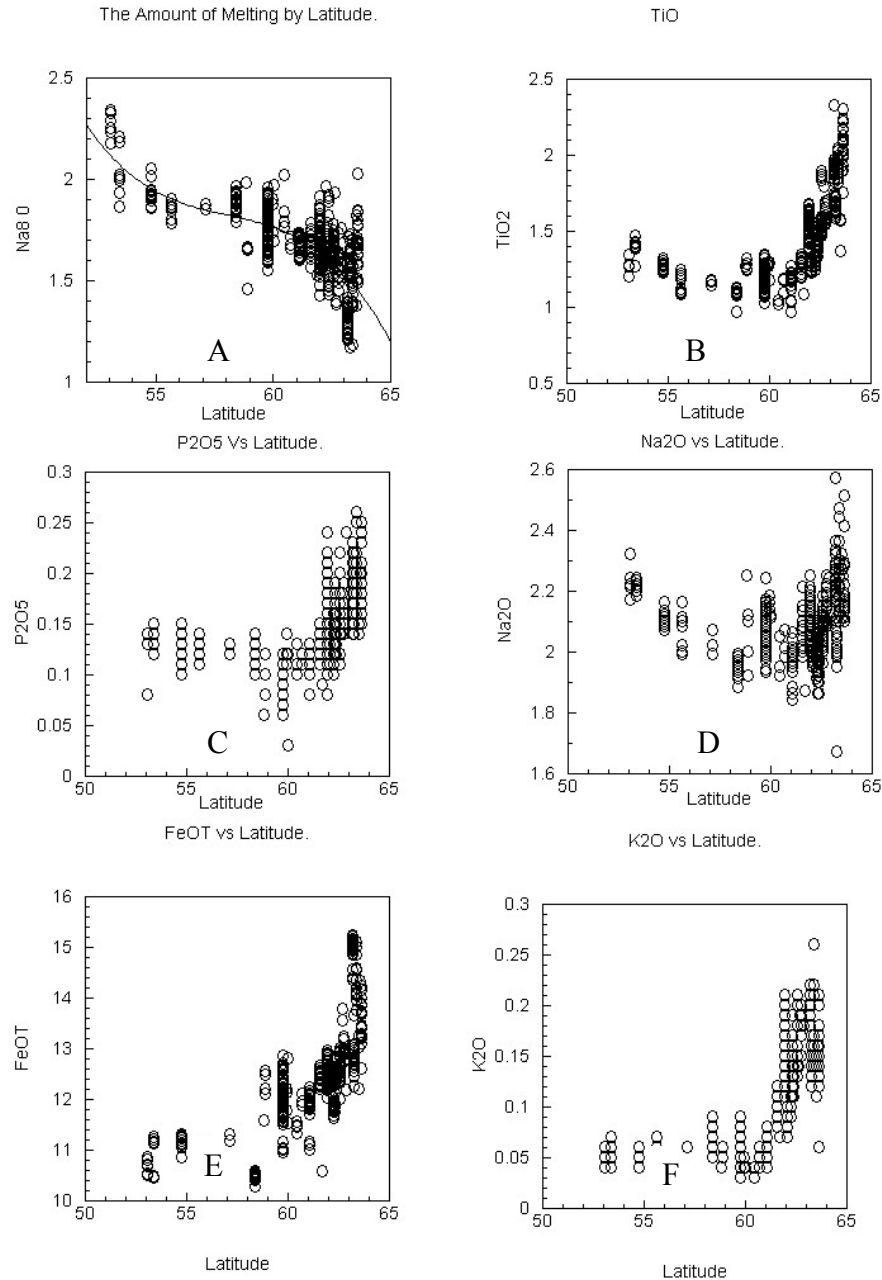 The Amount of Melting by Latitude.
2.5
2
1.5
1
Na8 0
A
55
60
65
Latitude
TiO
2.5
2
1.5
1
0.5
TiO2
B
50
55
60
65
Latitude
P2O5 Vs Latitude.
0.3
0.25
0.2
0.15
0.1
0.05
0
P2O5
C
50
55
60
65
Latitude
Na2O vs Latitude.
2.6
2.4
2.2
2
1.8
1.6
Na2O
D
50
55
60
65
Latitude
FeOT vs Latitude.
16
15
14
13
12
11
10
FeOT
E
50
55
60
65
Latitude
K2O vs Latitude.
0.3
0.25
0.2
0.15
0.1
0.05
0
K2O
F
50
55
60
65
Latitude